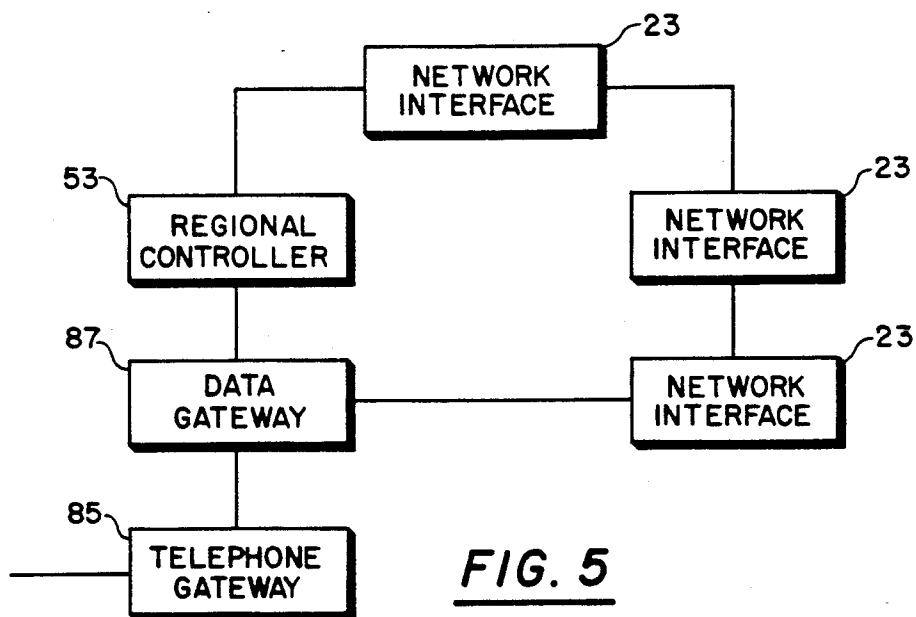 23
NETWORK
INTERFACE
53
REGIONAL
CONTROLLER
23
NETWORK
INTERFACE
87
DATA
GATEWAY
23
NETWORK
INTERFACE
85
TELEPHONE
GATEWAY
FIG. 5